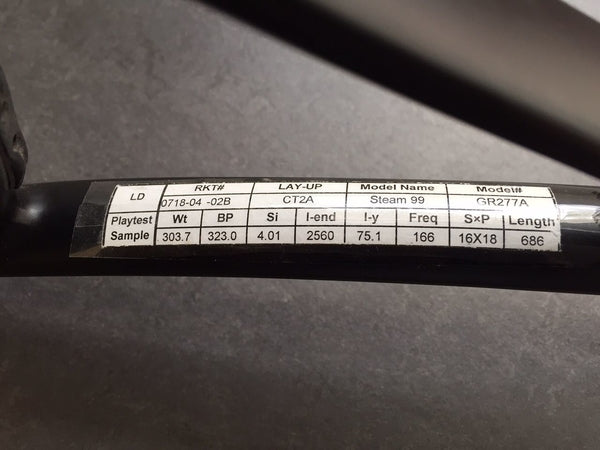 LD RKT# LAY-UP Model Name Model#
0718-04 -02B CT2A Steam 99 GR277A
Playtest Wt BP Si I-end I-y Freq S×P Length
Sample 303.7 323.0 4.01 2560 75.1 166 16X18 686